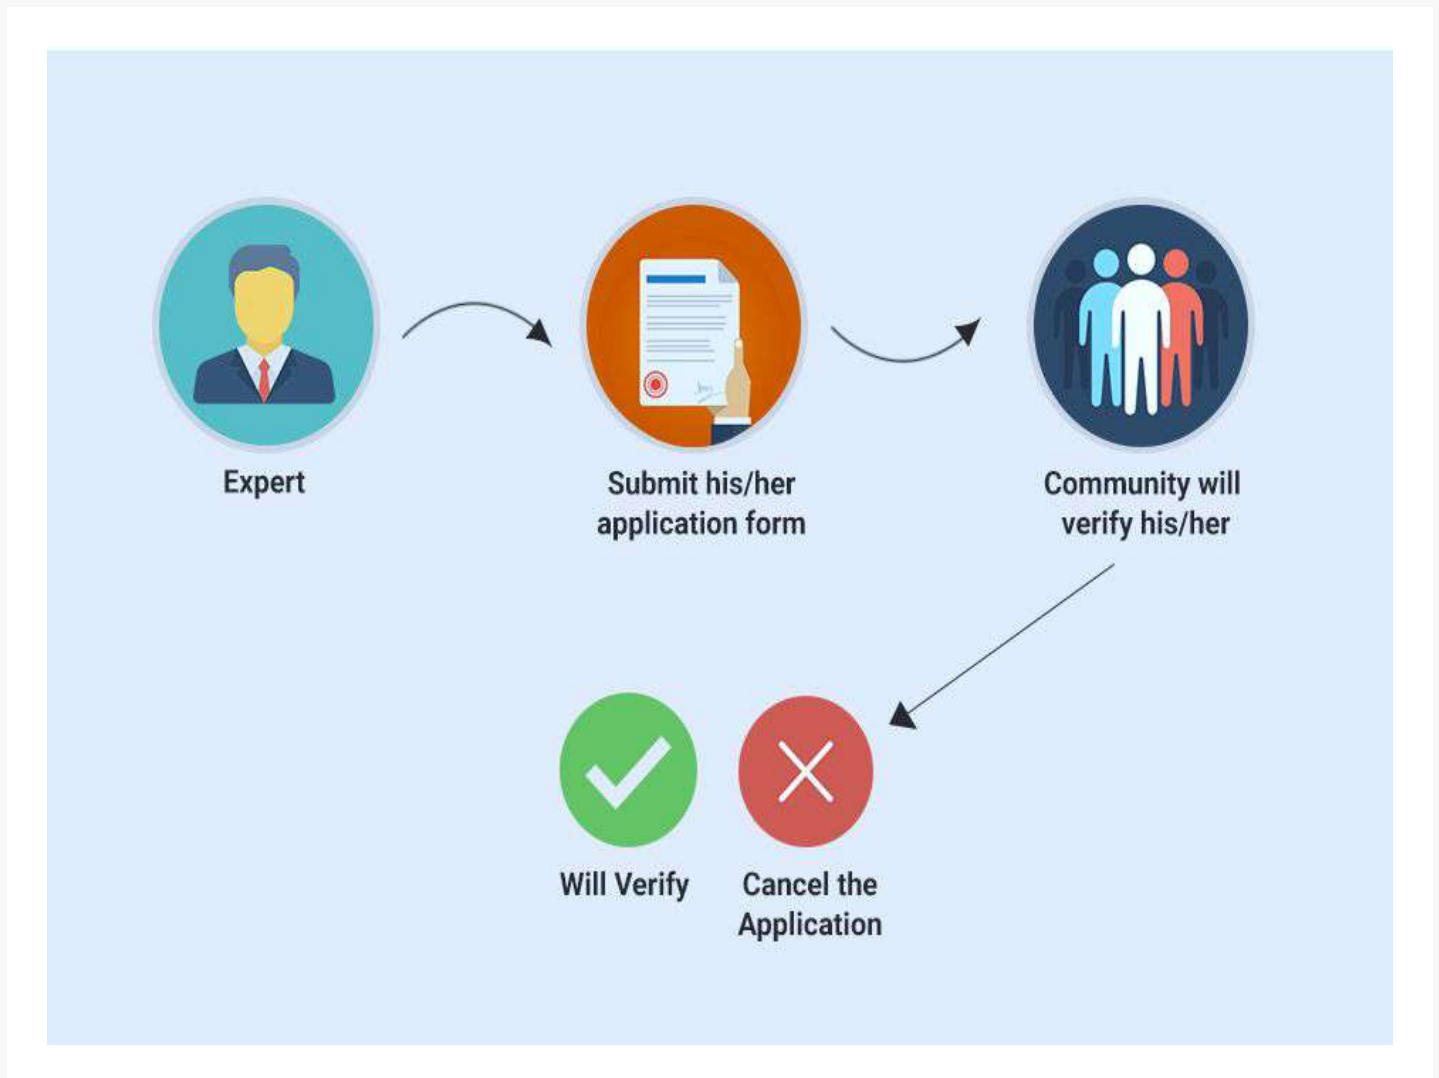 Expert
Submit his/her
application form
Community will
verify his/her
Will Verify
Cancel the
Application